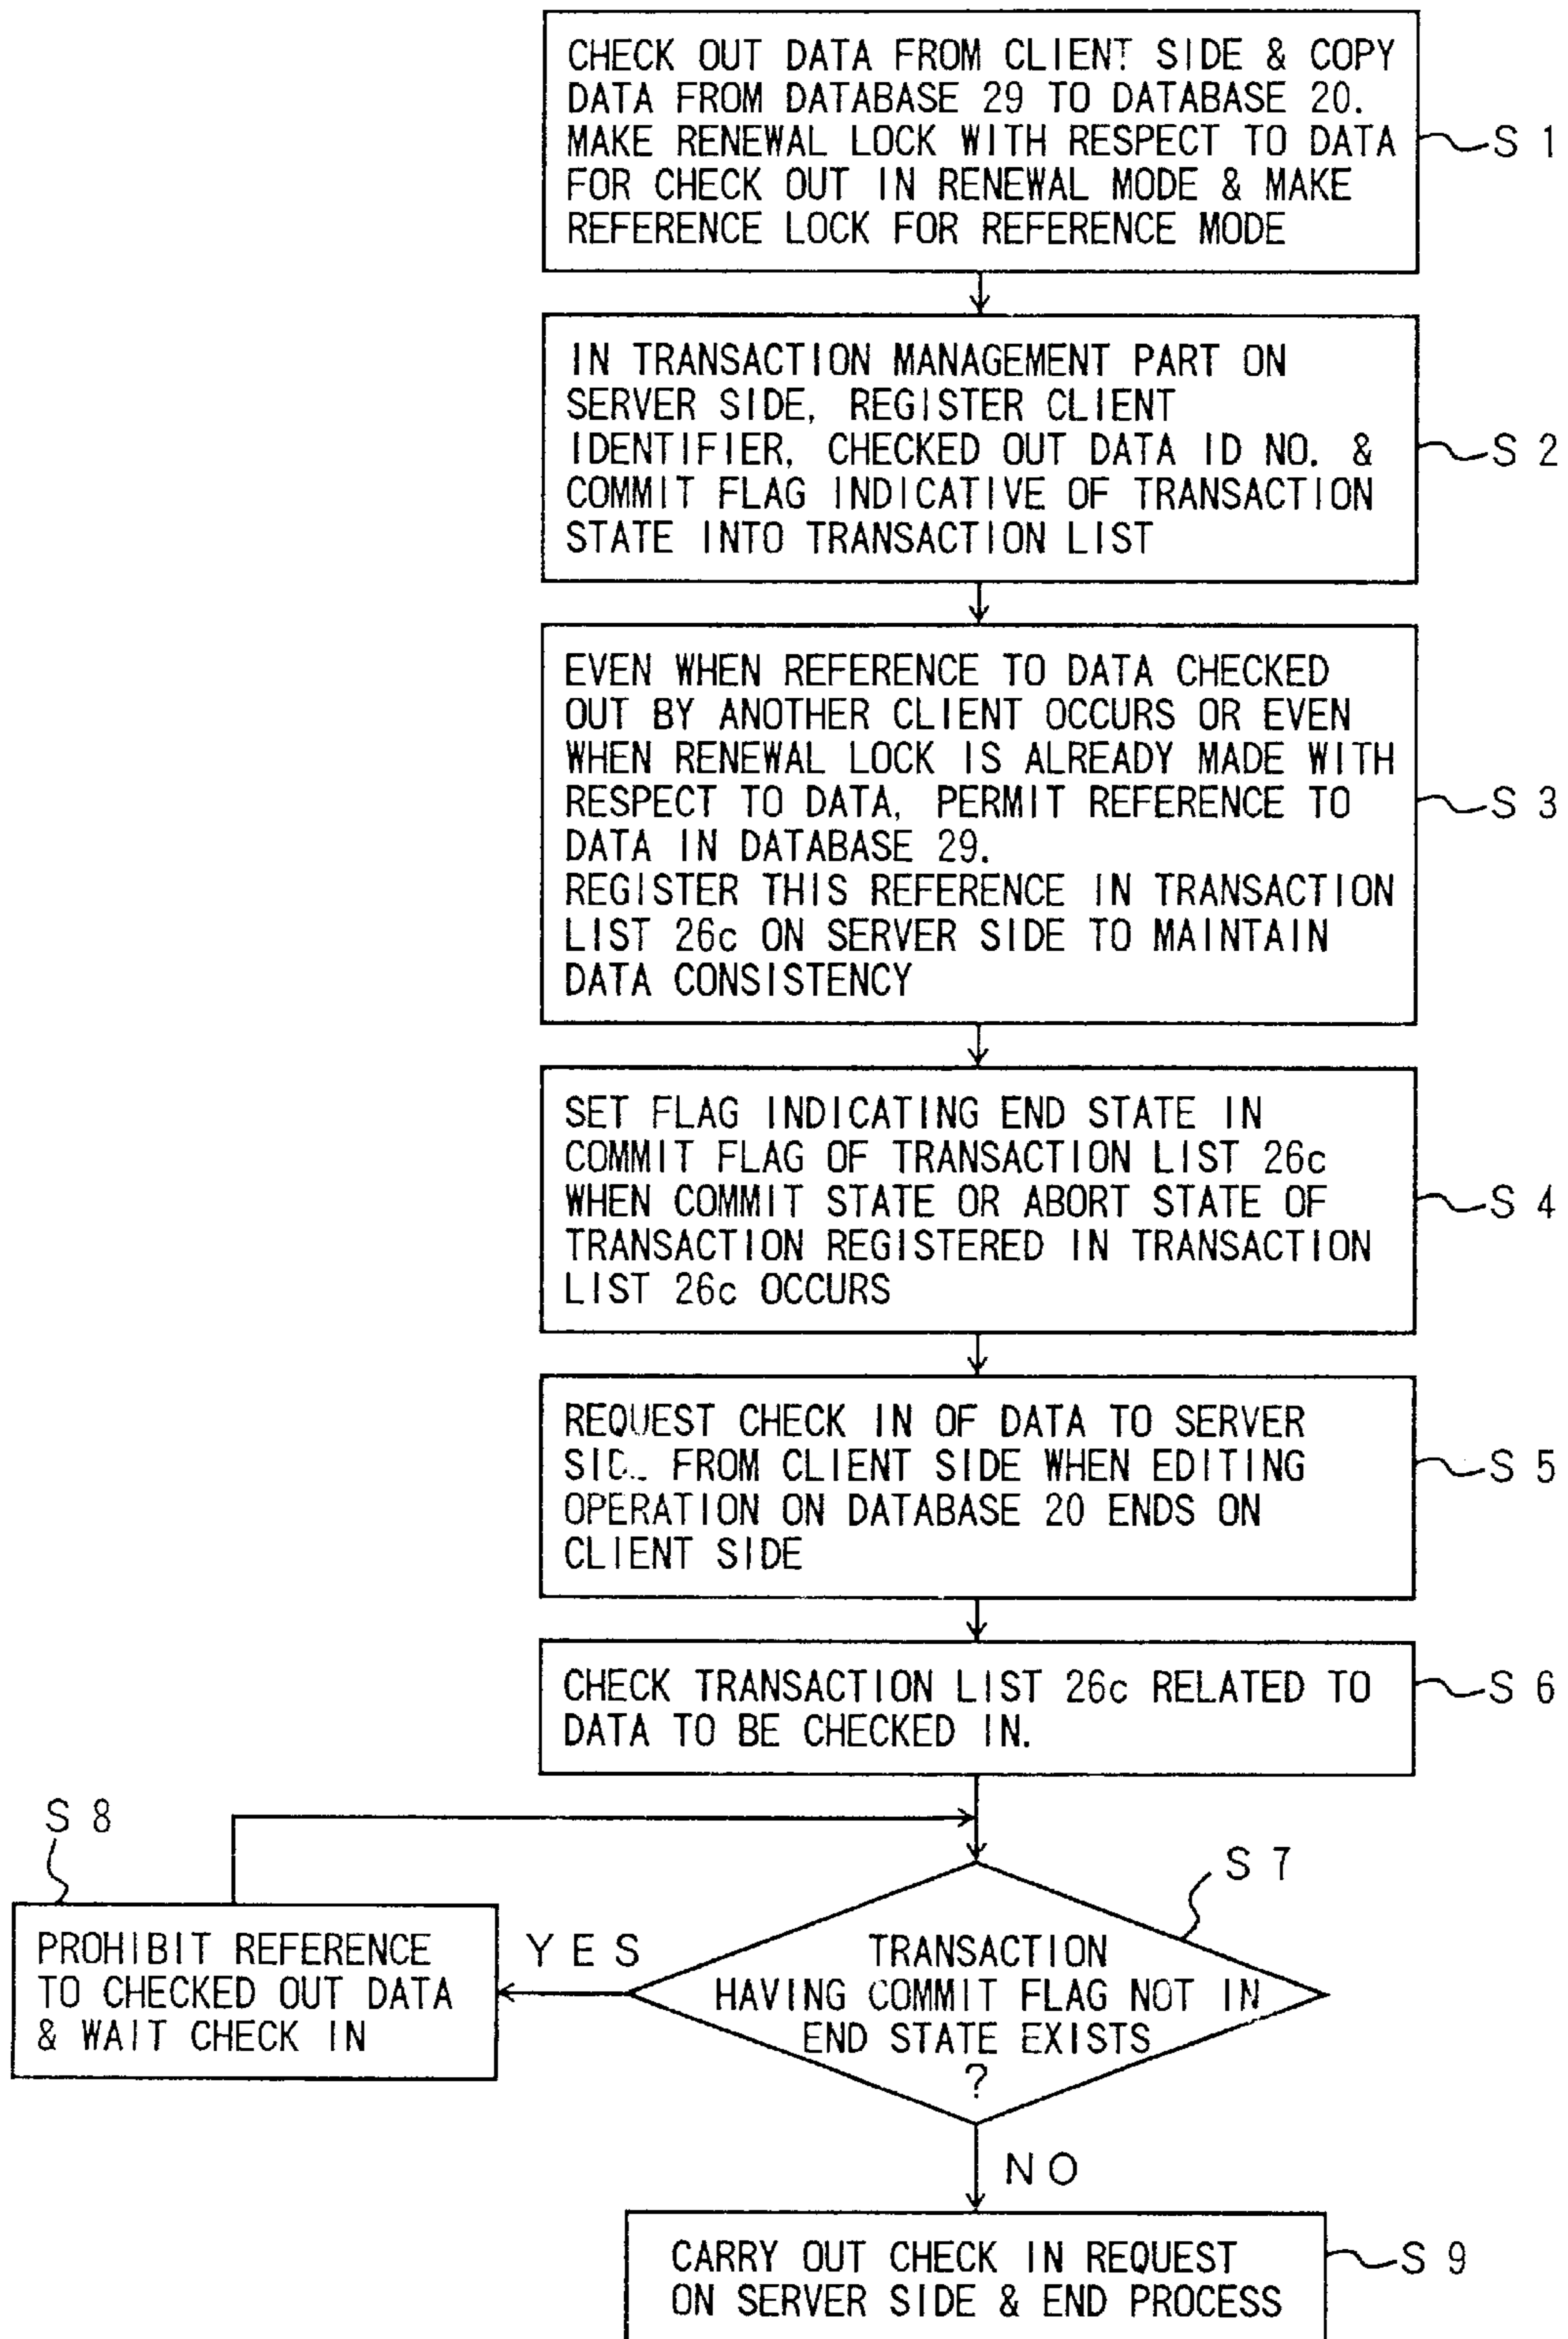 CHECK OUT DATA FROM CLIENT SIDE & COPY
DATA FROM DATABASE 29 TO DATABASE 20.
MAKE RENEWAL LOCK WITH RESPECT TO DATA
FOR CHECK OUT IN RENEWAL MODE & MAKE
REFERENCE LOCK FOR REFERENCE MODE
S 1
IN TRANSACTION MANAGEMENT PART ON
SERVER SIDE, REGISTER CLIENT
IDENTIFIER, CHECKED OUT DATA ID NO. &
COMMIT FLAG INDICATIVE OF TRANSACTION
STATE INTO TRANSACTION LIST
S 2
EVEN WHEN REFERENCE TO DATA CHECKED
OUT BY ANOTHER CLIENT OCCURS OR EVEN
WHEN RENEWAL LOCK IS ALREADY MADE WITH
RESPECT TO DATA, PERMIT REFERENCE TO
DATA IN DATABASE 29.
REGISTER THIS REFERENCE IN TRANSACTION
LIST 26c ON SERVER SIDE TO MAINTAIN
DATA CONSISTENCY
S 3
SET FLAG INDICATING END STATE IN
COMMIT FLAG OF TRANSACTION LIST 26c
WHEN COMMIT STATE OR ABORT STATE OF
TRANSACTION REGISTERED IN TRANSACTION
LIST 26c OCCURS
S 4
REQUEST CHECK IN OF DATA TO SERVER
FROM CLIENT SIDE WHEN EDITING
OPERATION ON DATABASE 20 ENDS ON
CLIENT SIDE
S 5
CHECK TRANSACTION LIST 26c RELATED TO
DATA TO BE CHECKED IN.
S 6
S 8
S 7
PROHIBIT REFERENCE
TO CHECKED OUT DATA
& WAIT CHECK IN
YES
TRANSACTION
HAVING COMMIT FLAG NOT IN
END STATE EXISTS
?
NO
CARRY OUT CHECK IN REQUEST
ON SERVER SIDE & END PROCESS
S 9